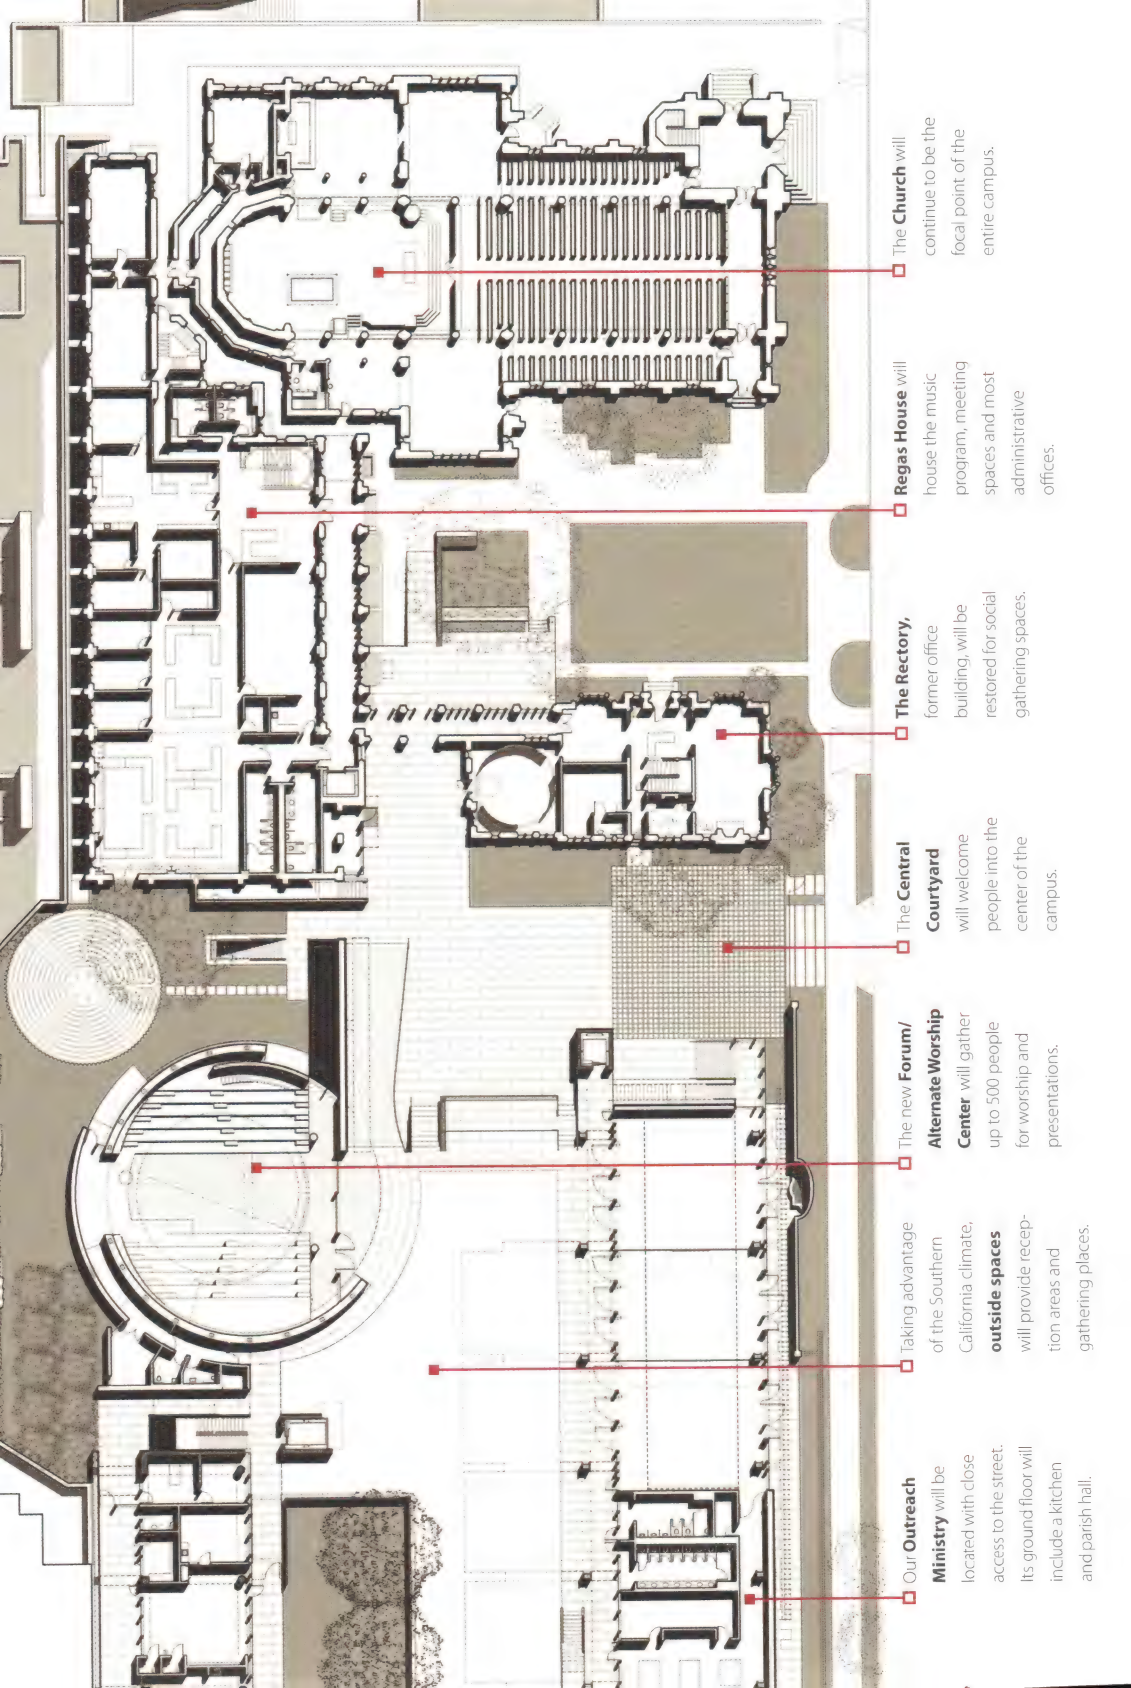 Our Outreach
Ministry will be
located with close
access to the street.
Its ground floor will
include a kitchen
and parish hall.
Taking advantage
of the Southern
California climate,
outside spaces
will provide recep-
tion areas and
gathering places.
The new Forum/
Alternate Worship
Center will gather
up to 500 people
for worship and
presentations.
The Central
Courtyard
will welcome
people into the
center of the
campus.
The Rectory,
former office
building, will be
restored for social
gathering spaces.
Regas House will
house the music
program, meeting
spaces and most
administrative
offices.
The Church will
continue to be the
focal point of the
entire campus.